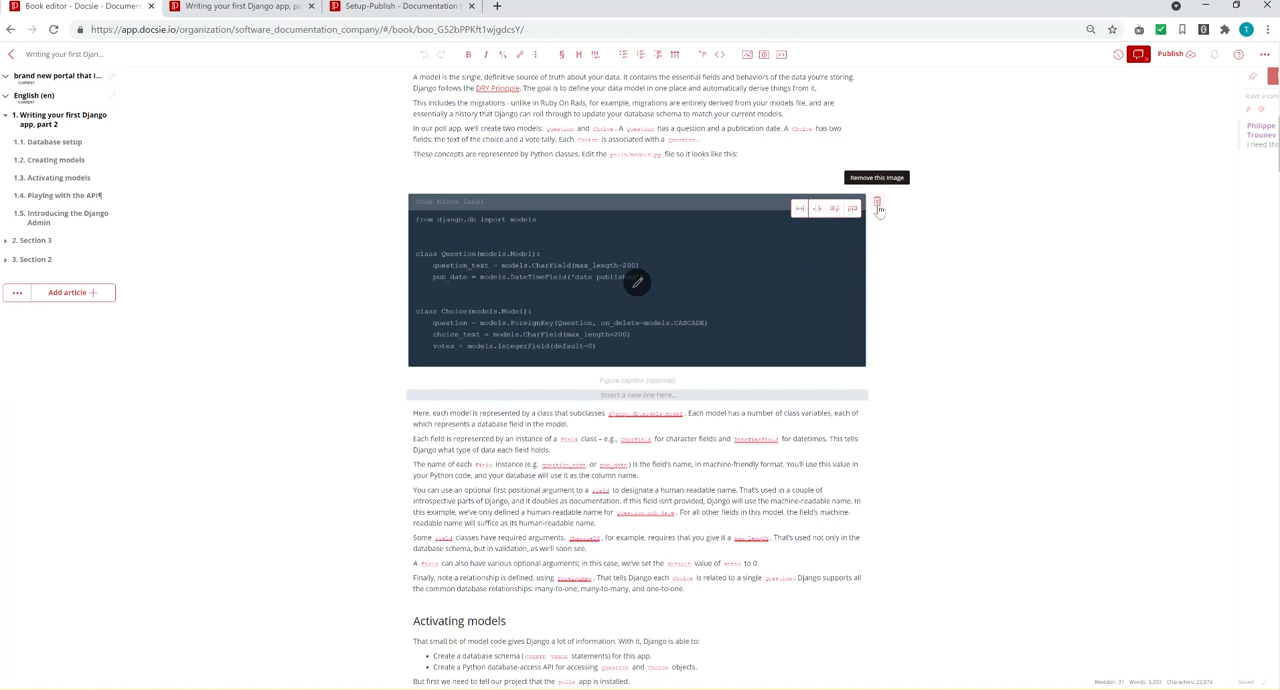 Book editor - Docsie - Documen
Writing your first Django app, pa
Setup-Publish - Documentation |
https://app.docsie.io/organization/software_documentation_company/#/book/boo_G52bPPKft1wjgdcsY/
T
Writing your first Djan...
Publish
brand new portal that l...
CURRENT
English (en)
CURRENT
1. Writing your first Django
app, part 2
1.1. Database setup
1.2. Creating models
1.3. Activating models
1.4. Playing with the API¶
1.5. Introducing the Django
Admin
2. Section 3
3. Section 2
Add article +
A model is the single, definitive source of truth about your data. It contains the essential fields and behaviors of the data you're storing.
Django follows the DRY Principle. The goal is to define your data model in one place and automatically derive things from it.
This includes the migrations - unlike in Ruby On Rails, for example, migrations are entirely derived from your models file, and are
essentially a history that Django can roll through to update your database schema to match your current models.
In our poll app, we'll create two models: Question and Choice. A Question has a question and a publication date. A Choice has two
fields: the text of the choice and a vote tally. Each Choice is associated with a Question.
These concepts are represented by Python classes. Edit the polls/models.py file so it looks like this:
Remove this image
Code block label
from django.db import models
class Question(models.Model):
question_text = models.CharField(max_length=200)
pub_date = models.DateTimeField('date published
class Choice(models.Model):
question = models.ForeignKey(Question, on_delete=models.CASCADE)
choice_text = models.CharField(max_length=200)
votes = models.IntegerField(default=0)
Figure caption (optional)
Insert a new line here...
Here, each model is represented by a class that subclasses django.db.models.Model. Each model has a number of class variables, each of
which represents a database field in the model.
Each field is represented by an instance of a Field class – e.g., CharField for character fields and DateTimeField for datetimes. This tells
Django what type of data each field holds.
The name of each Field instance (e.g. question_text or pub_date) is the field's name, in machine-friendly format. You'll use this value in
your Python code, and your database will use it as the column name.
You can use an optional first positional argument to a Field to designate a human-readable name. That's used in a couple of
introspective parts of Django, and it doubles as documentation. If this field isn't provided, Django will use the machine-readable name. In
this example, we've only defined a human-readable name for Question.pub_date. For all other fields in this model, the field's machine-
readable name will suffice as its human-readable name.
Some Field classes have required arguments. CharField, for example, requires that you give it a max_length. That's used not only in the
database schema, but in validation, as we'll soon see.
A Field can also have various optional arguments; in this case, we've set the default value of votes to 0.
Finally, note a relationship is defined, using ForeignKey. That tells Django each Choice is related to a single Question. Django supports all
the common database relationships: many-to-one, many-to-many, and one-to-one.
Activating models
That small bit of model code gives Django a lot of information. With it, Django is able to:
• Create a database schema (CREATE TABLE statements) for this app.
• Create a Python database-access API for accessing Question and Choice objects.
But first we need to tell our project that the polls app is installed.
leave a com
Philippe
Trounev
i need thi
Revision: 31 Words: 3,203 Characters: 22,874 Saved